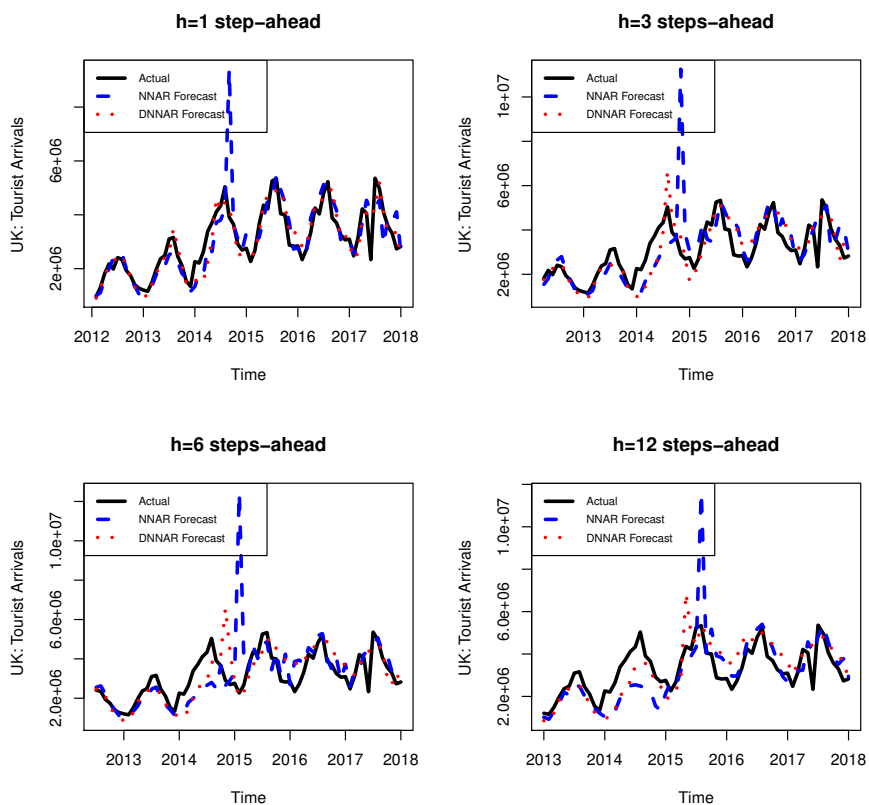 h=1 step−ahead
Actual
NNAR Forecast
DNNAR Forecast
UK: Tourist Arrivals
2e+06
6e+06
2012 2013 2014 2015 2016 2017 2018
Time
h=3 steps−ahead
Actual
NNAR Forecast
DNNAR Forecast
UK: Tourist Arrivals
2e+06
6e+06
1e+07
2013 2014 2015 2016 2017 2018
Time
h=6 steps−ahead
Actual
NNAR Forecast
DNNAR Forecast
UK: Tourist Arrivals
2.0e+06
6.0e+06
1.0e+07
2013 2014 2015 2016 2017 2018
Time
h=12 steps−ahead
Actual
NNAR Forecast
DNNAR Forecast
UK: Tourist Arrivals
2.0e+06
6.0e+06
1.0e+07
2013 2014 2015 2016 2017 2018
Time